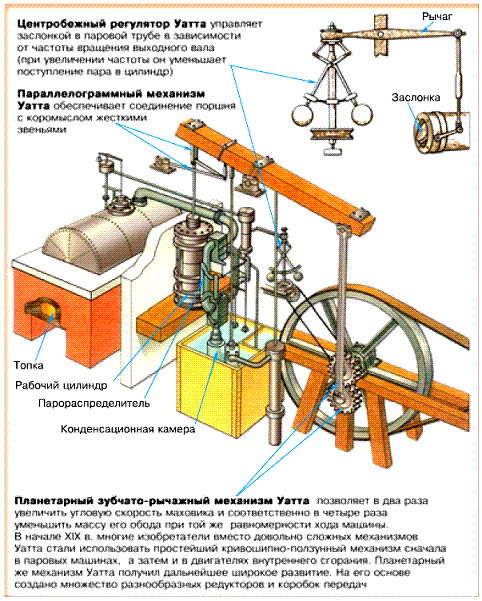 Центробежный регулятор Уатта управляет
заслонкой в паровой трубе в зависимости
от частоты вращения выходного вала
(при увеличении частоты он уменьшает
поступление пара в цилиндр)
Рычаг
Заслонка
Параллелограммный механизм
Уатта обеспечивает соединение поршня
с коромыслом жесткими
звеньями
Топка
Рабочий цилиндр
Парораспределитель
Конденсационная камера
Планетарный зубчато-рычажный механизм Уатта позволяет в два раза
увеличить угловую скорость маховика и соответственно в четыре раза
уменьшить массу его обода при той же равномерности хода машины.
В начале XIX в. многие изобретатели вместо довольно сложных механизмов
Уатта стали использовать простейший кривошипно-ползунный механизм сначала
в паровых машинах, а затем и в двигателях внутреннего сгорания. Планетарный
же механизм Уатта получил дальнейшее широкое развитие. На его основе
создано множество разнообразных редукторов и коробок передач